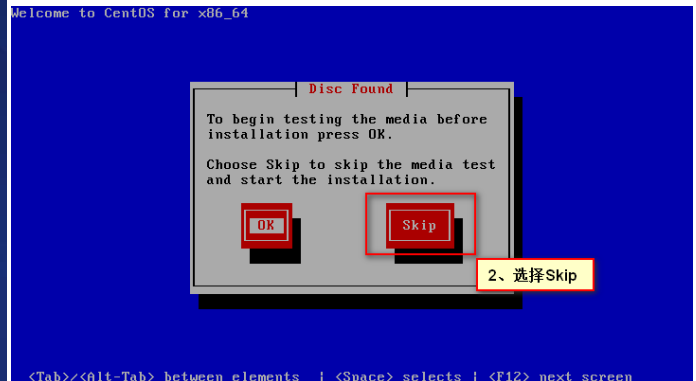 Welcome to CentOS for x86_64
Disc Found
To begin testing the media before
installation press OK.
Choose Skip to skip the media test
and start the installation.
OK
Skip
2、选择Skip
<Tab>/<Alt-Tab> between elements | <Space> selects | <F12> next screen